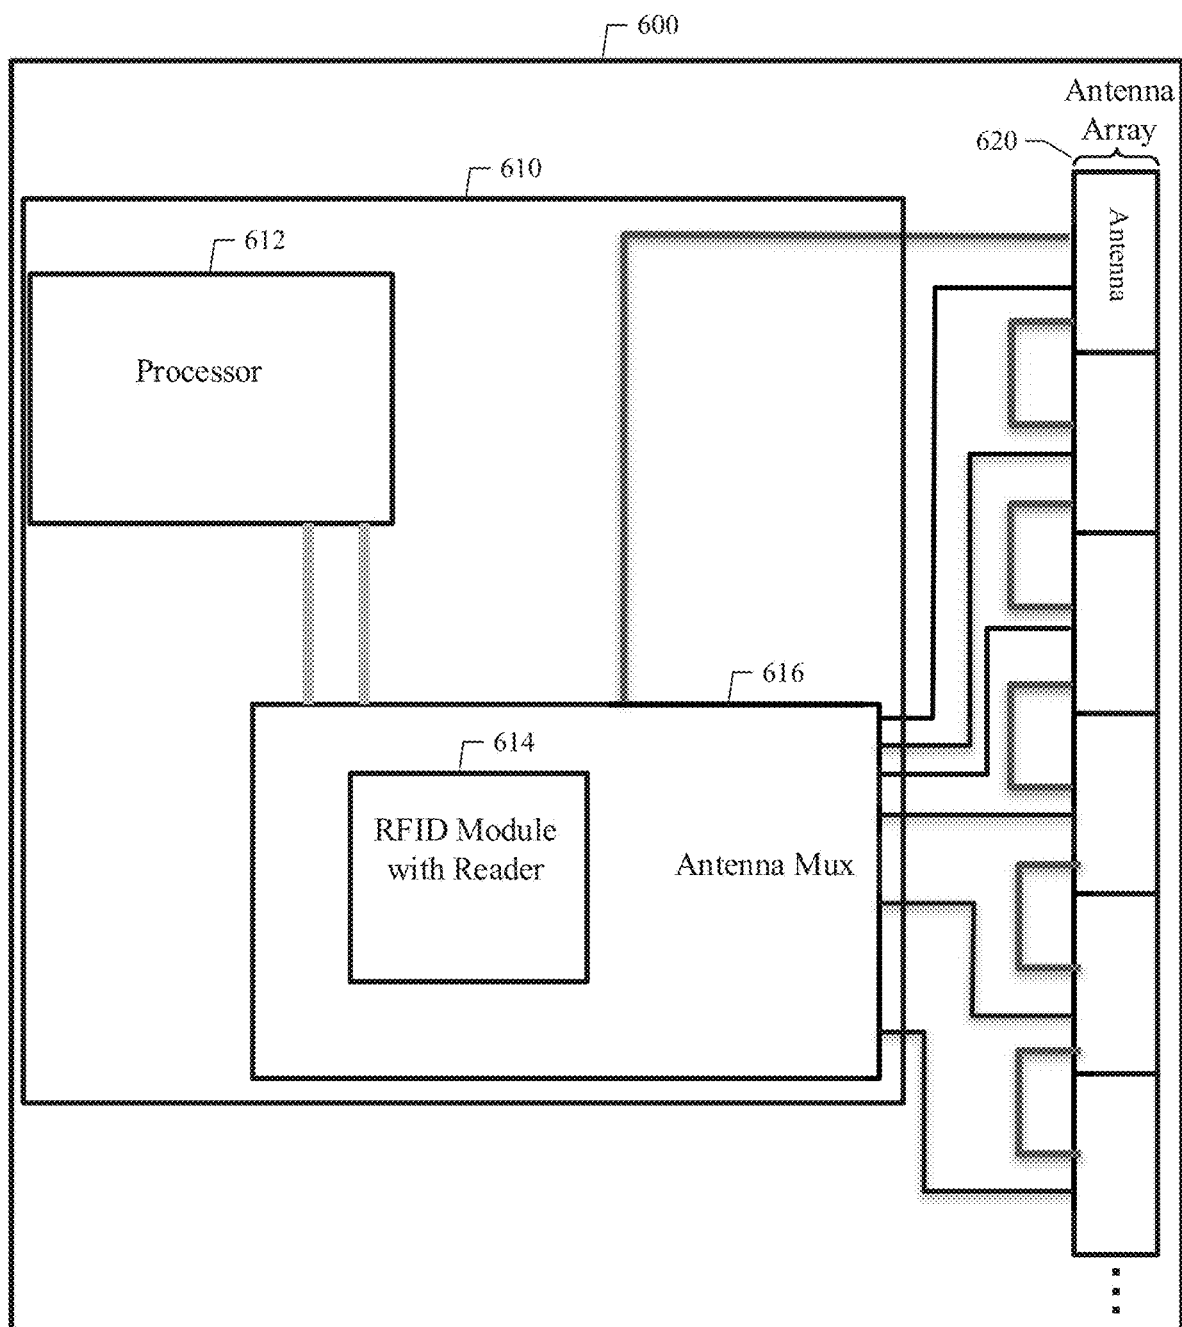 600
Antenna
Array
620
610
Antenna
612
Processor
616
614
RFID Module
with Reader
Antenna Mux